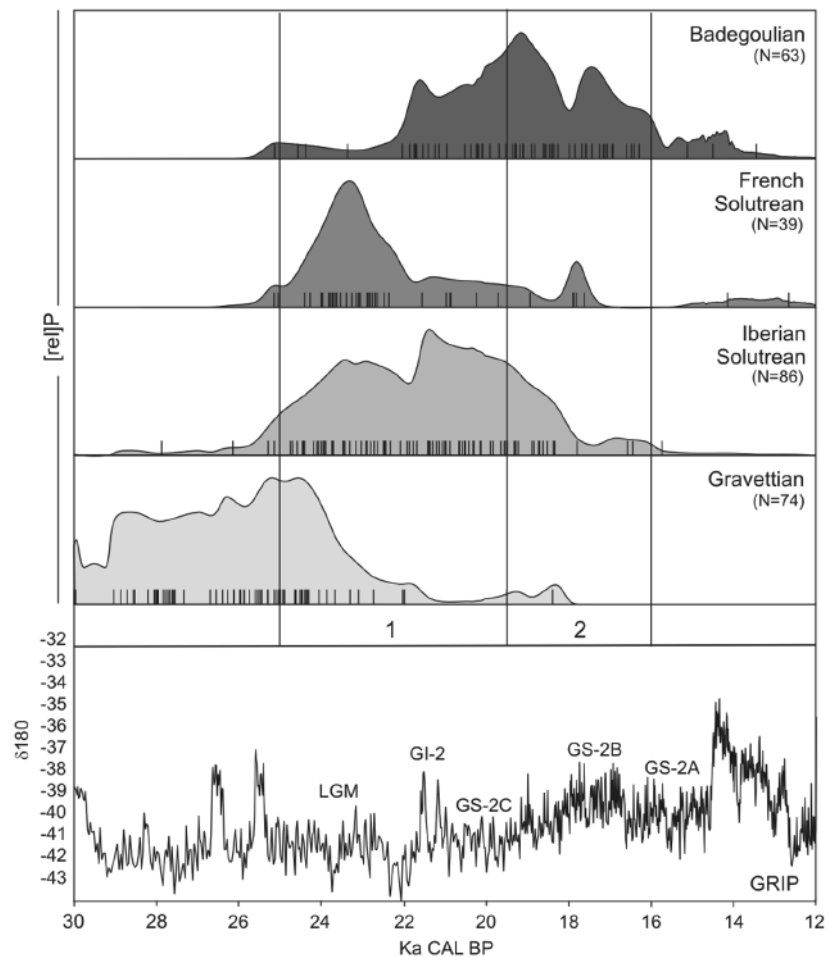 Badegoulian
(N=63)
French
Solutrean
(N=39)
[rel]P
Iberian
Solutrean
(N=86)
Gravettian
(N=74)
1
2
-32
-33
-34
-35
-36
-37
-38
-39
-40
-41
-42
-43
δ180
LGM
GI-2
GS-2C
GS-2B
GS-2A
GRIP
30 28 26 24 22 20 18 16 14 12
Ka CAL BP